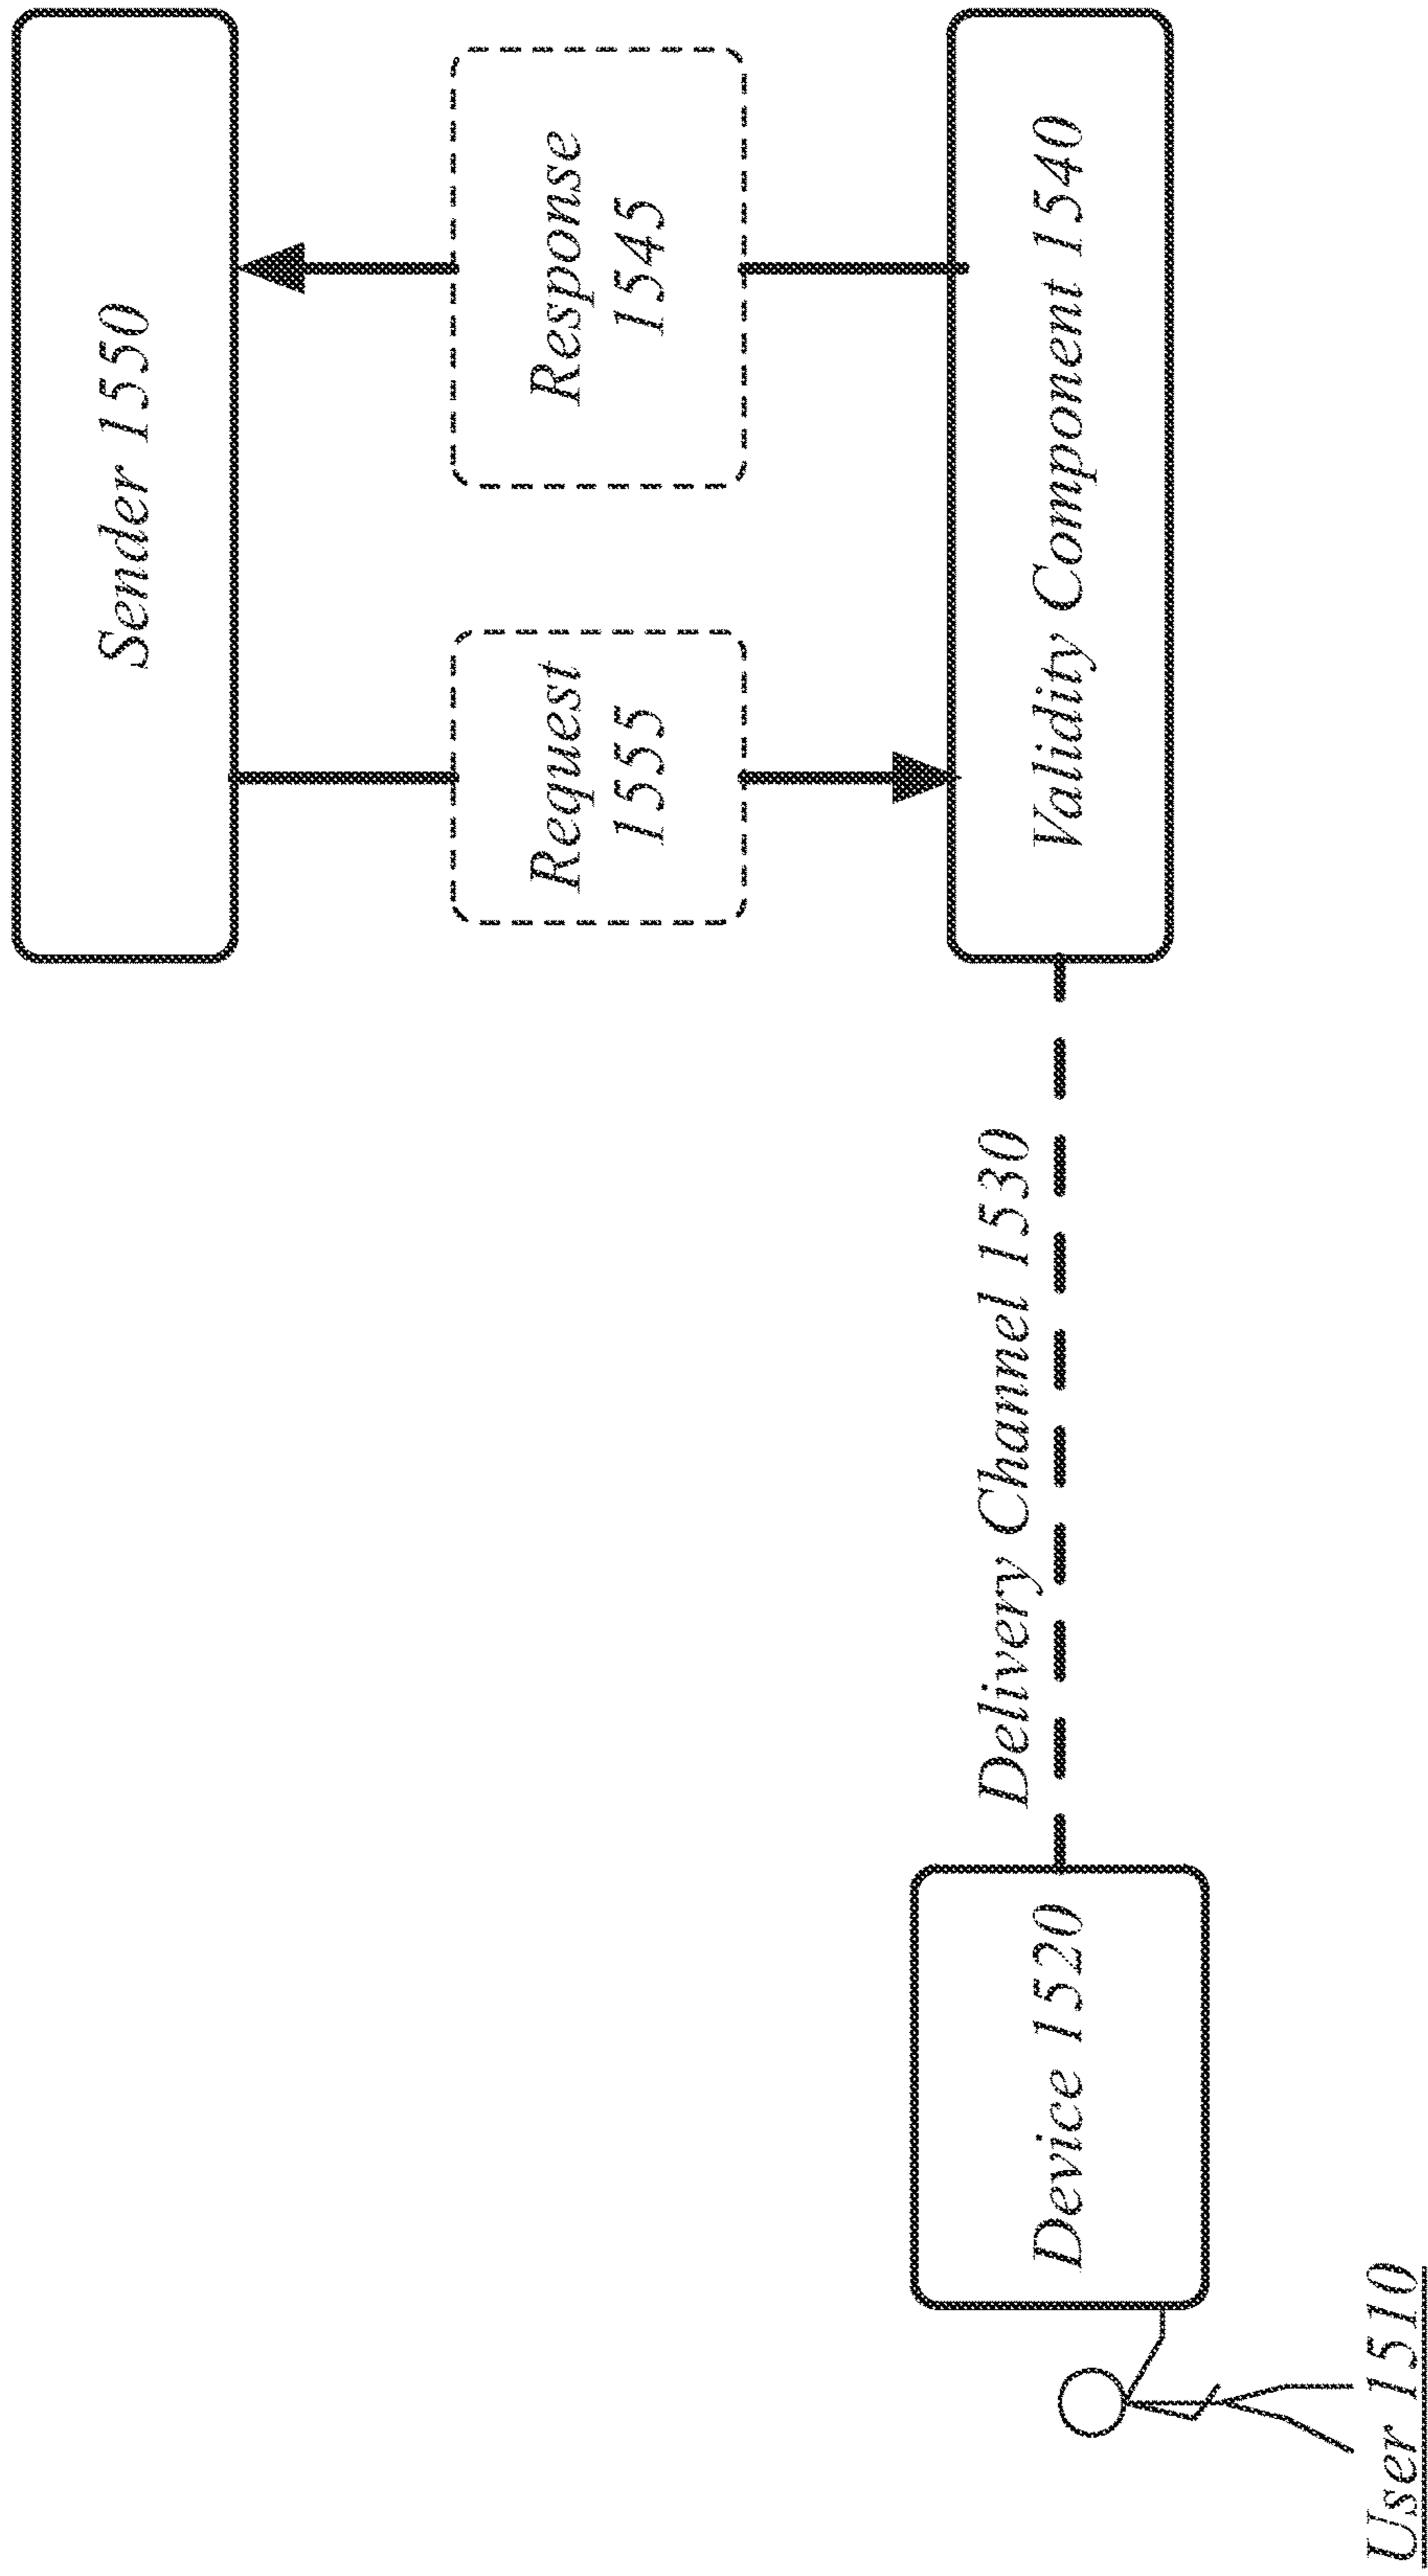 Sender 1550
Request
1555
Response
1545
Delivery Channel 1530
Device 1520
Validity Component 1540
User 1510